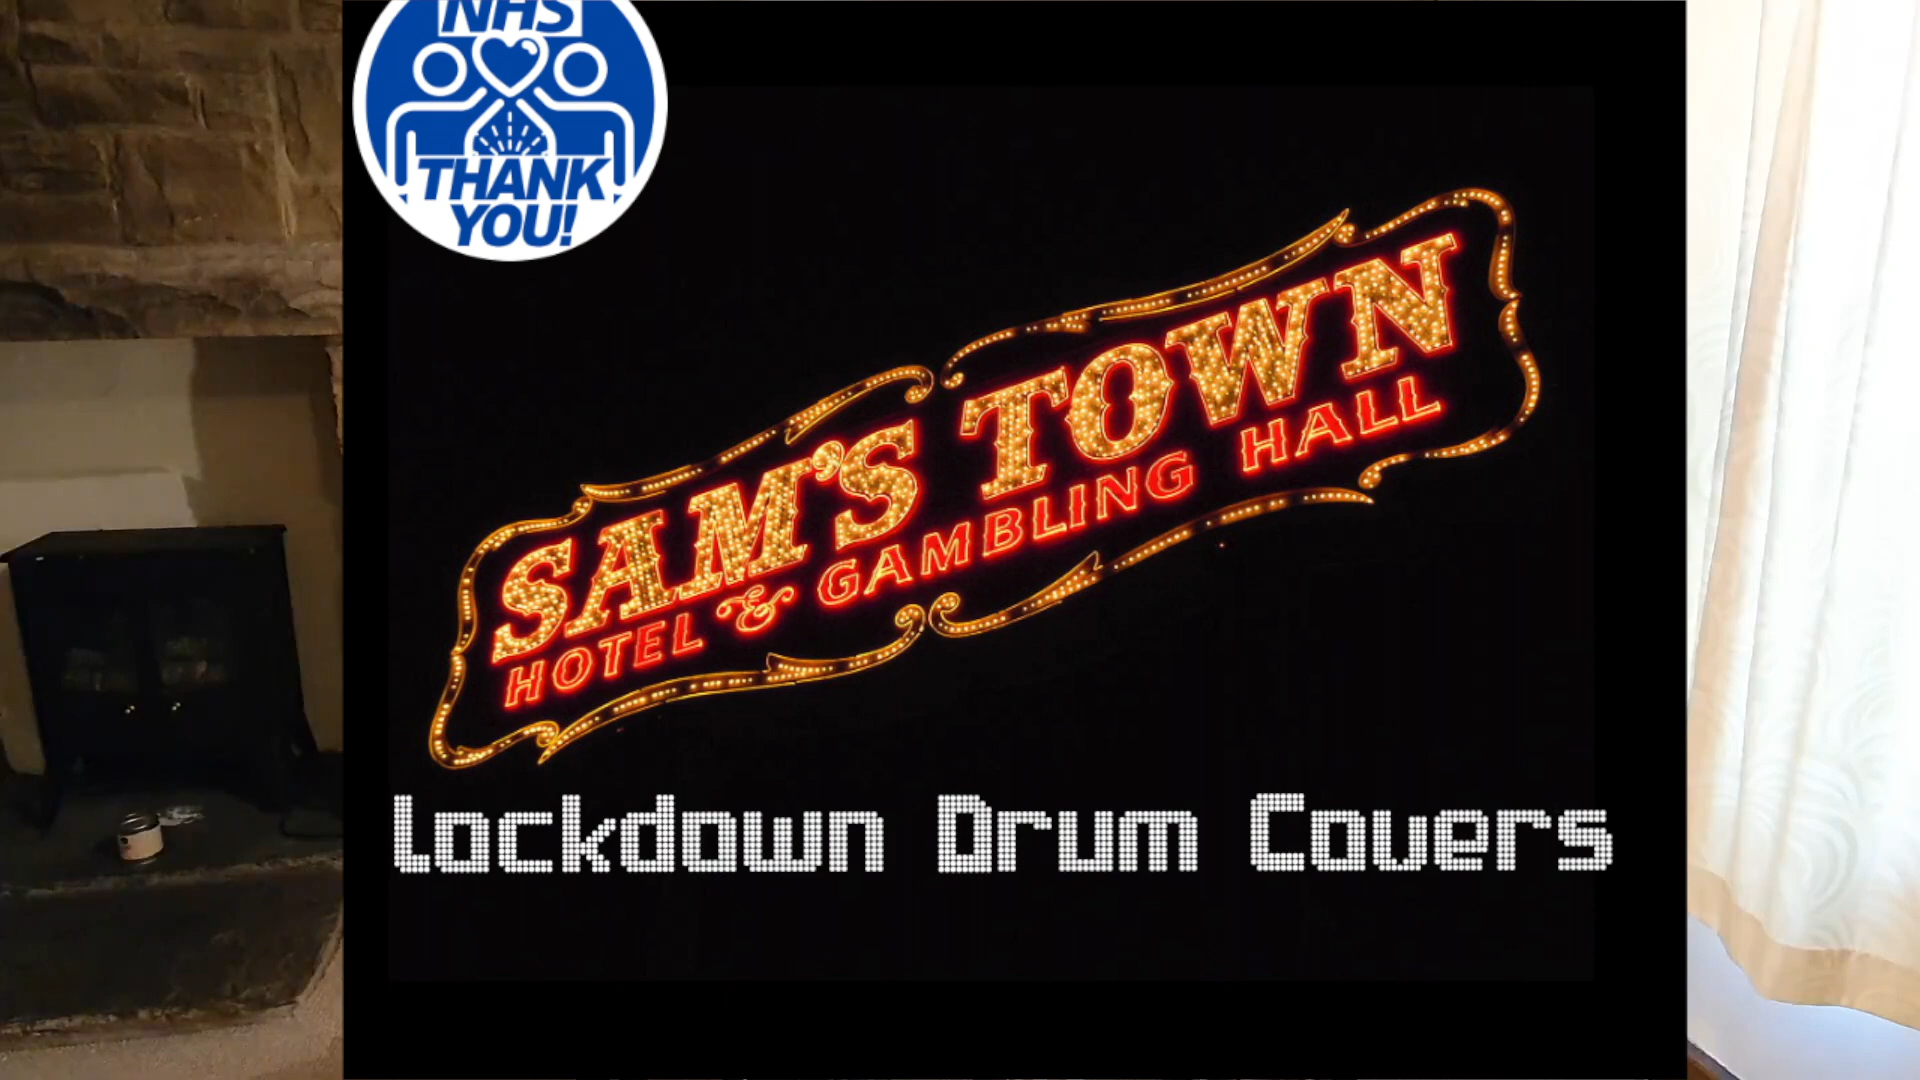 NHS
THANK
YOU!
SAM'S TOWN
HOTEL & GAMBLING HALL
Lockdown Drum Covers